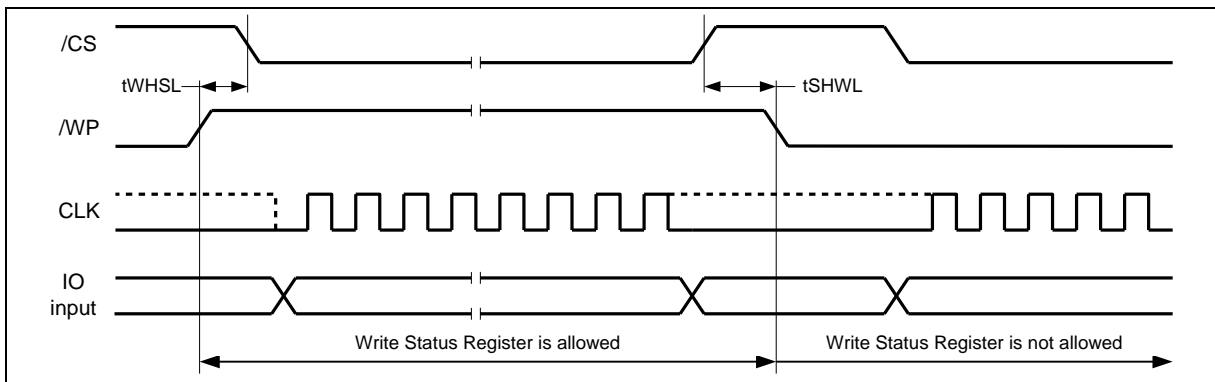 /CS
tWHSL
tSHWL
/WP
CLK
IO
input
Write Status Register is allowed
Write Status Register is not allowed